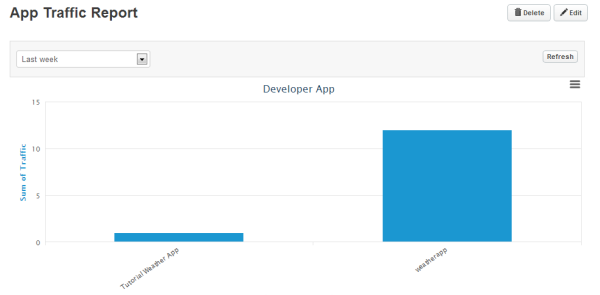 App Traffic Report
Delete
Edit
Last week
Refresh
Developer App
15
10
5
0
Sum of Traffic
Tutorial Weather App
weatherapp